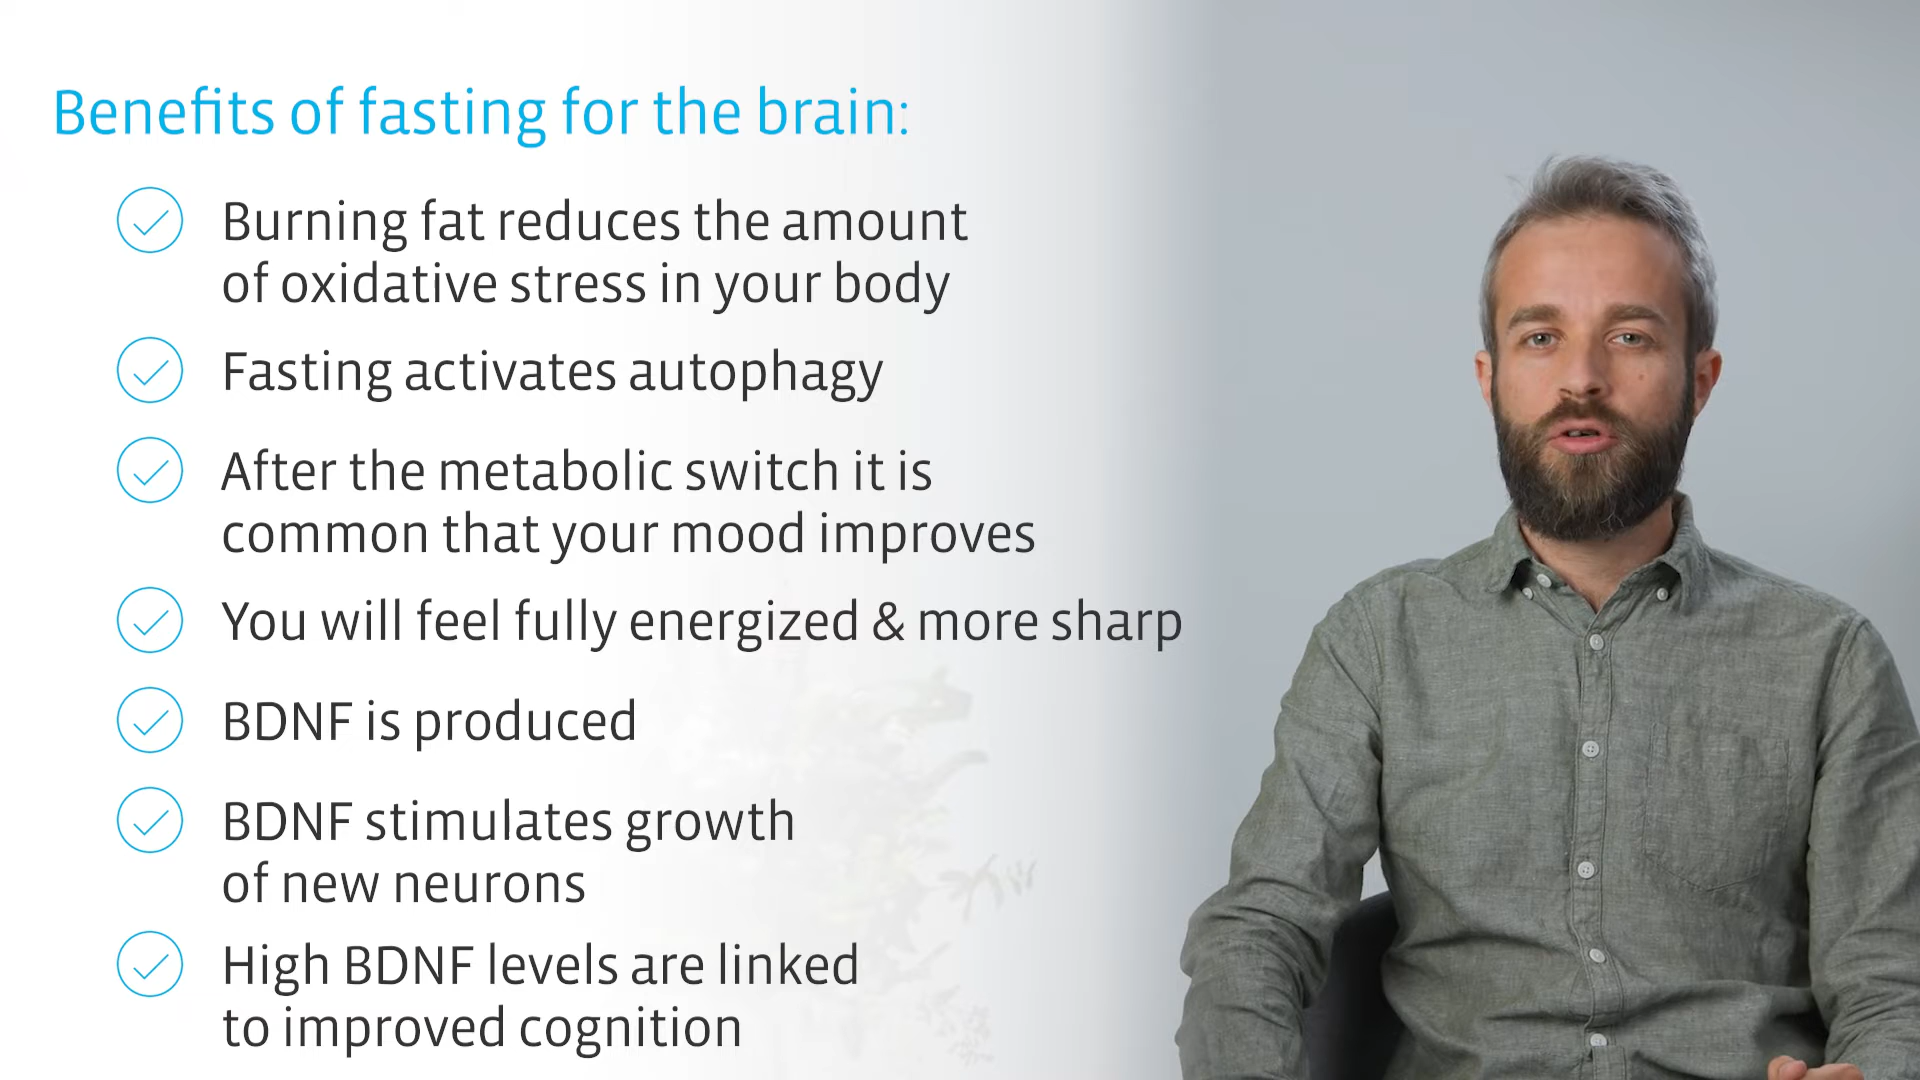 Benefits of fasting for the brain:
Burning fat reduces the amount
of oxidative stress in your body
Fasting activates autophagy
After the metabolic switch it is
common that your mood improves
You will feel fully energized & more sharp
BDNF is produced
BDNF stimulates growth
of new neurons
High BDNF levels are linked
to improved cognition